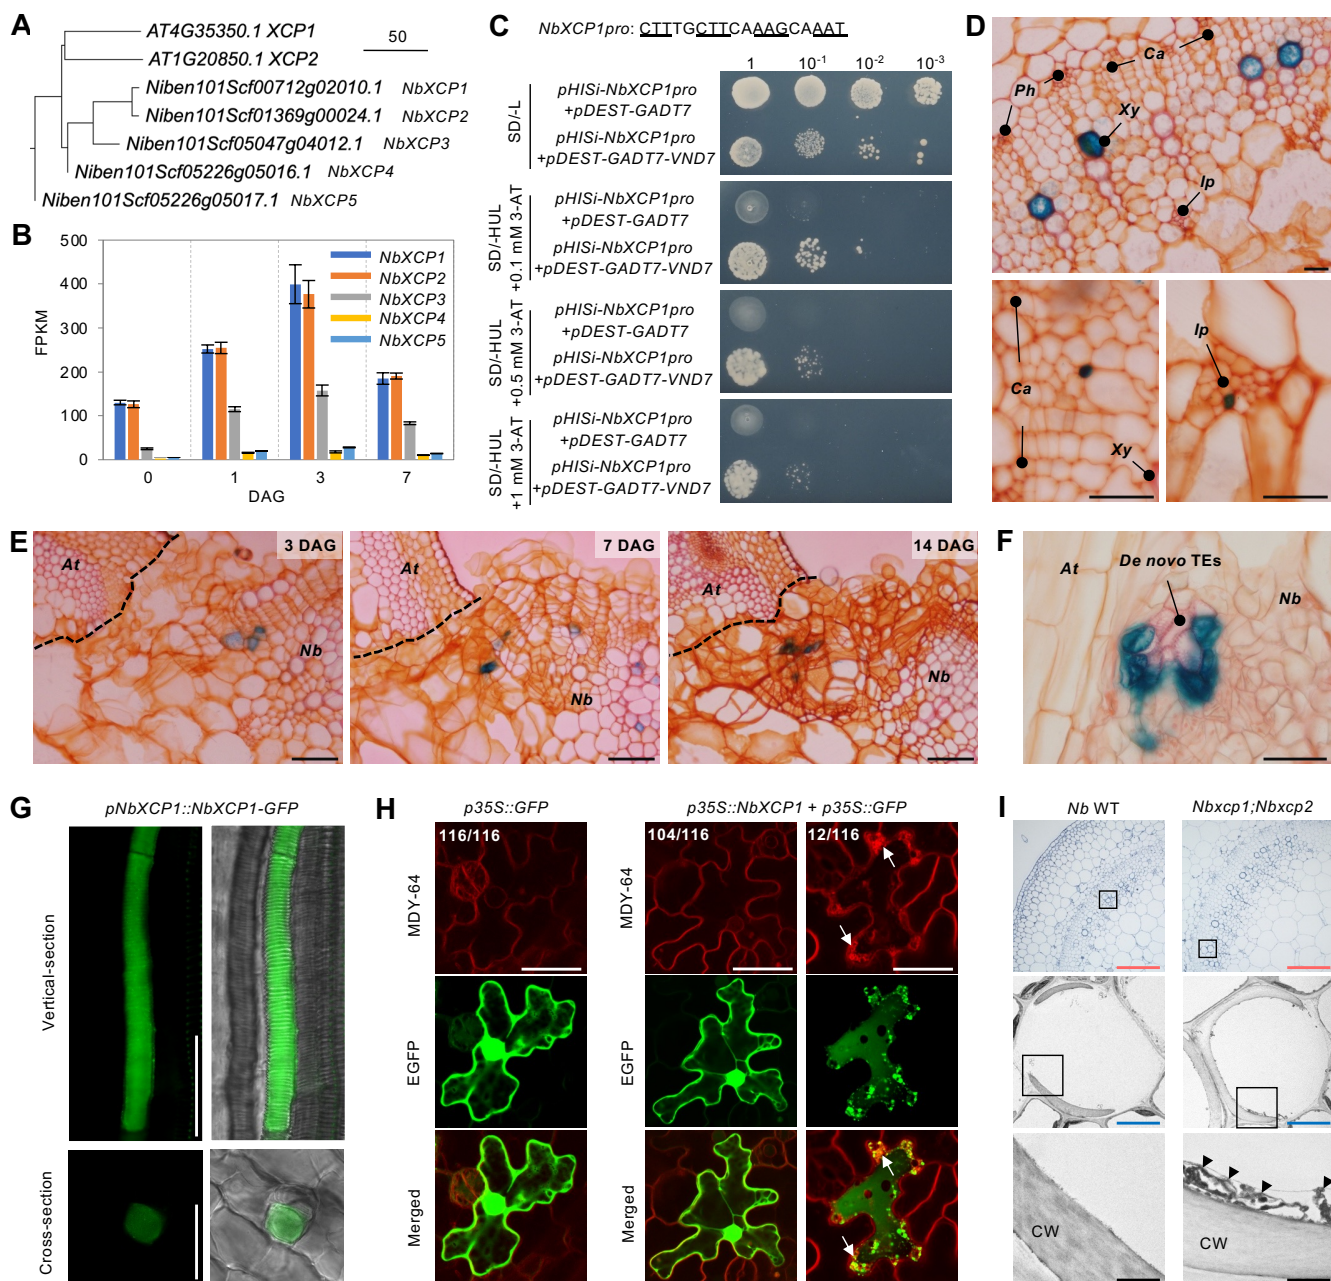 A
AT4G35350.1 XCP1
50
AT1G20850.1 XCP2
Niben101Scf00712g02010.1 NbXCP1
Niben101Scf01369g00024.1 NbXCP2
Niben101Scf05047g04012.1 NbXCP3
Niben101Scf05226g05016.1 NbXCP4
Niben101Scf05226g05017.1 NbXCP5
B
500
400
300
200
100
0
FPKM
NbXCP1
NbXCP2
NbXCP3
NbXCP4
NbXCP5
0 1 3 7
DAG
C
NbXCP1pro: CTTTGCTTCAAAGCAAAT
1 10-1 10-2 10-3
SD/-L
pHISi-NbXCP1pro
+pDEST-GADT7
pHISi-NbXCP1pro
+pDEST-GADT7-VND7
SD/-HUL
+0.1 mM 3-AT
pHISi-NbXCP1pro
+pDEST-GADT7
pHISi-NbXCP1pro
+pDEST-GADT7-VND7
SD/-HUL
+0.5 mM 3-AT
pHISi-NbXCP1pro
+pDEST-GADT7
pHISi-NbXCP1pro
+pDEST-GADT7-VND7
SD/-HUL
+1 mM 3-AT
pHISi-NbXCP1pro
+pDEST-GADT7
pHISi-NbXCP1pro
+pDEST-GADT7-VND7
D
Ca
Ph
Xy
Ip
Ca
Xy
Ip
E
3 DAG
At
Nb
7 DAG
At
Nb
14 DAG
At
Nb
F
At
De novo TEs
Nb
G
pNbXCP1::NbXCP1-GFP
Vertical-section
Cross-section
H
p35S::GFP
p35S::NbXCP1 + p35S::GFP
116/116
104/116
12/116
MDY-64
MDY-64
EGFP
EGFP
Merged
Merged
I
Nb WT
Nbxcp1;Nbxcp2
CW
CW